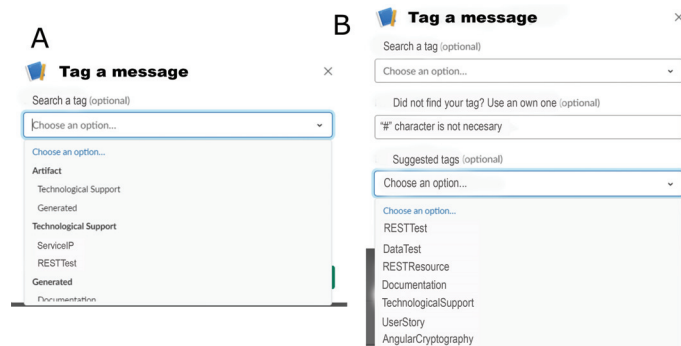 A
Tag a message
Search a tag (optional)
Choose an option...
Choose an option...
Artifact
Technological Support
Generated
Technological Support
ServiceIP
RESTTest
Generated
Documentation
B
Tag a message
Search a tag (optional)
Choose an option...
Did not find your tag? Use an own one (optional)
"#" character is not necesary
Suggested tags (optional)
Choose an option...
Choose an option...
RESTTest
DataTest
RESTResource
Documentation
TechnologicalSupport
UserStory
AngularCryptography